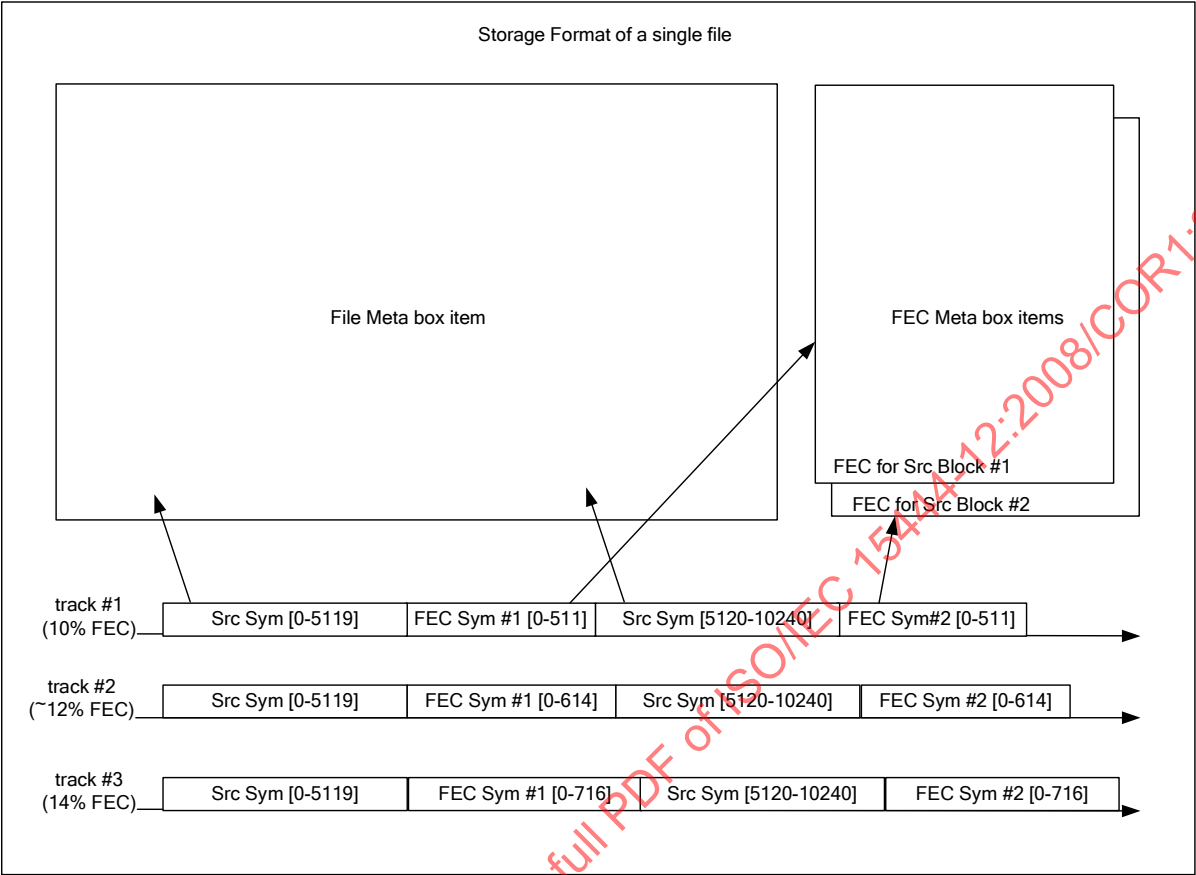 Storage Format of a single file
File Meta box item
FEC Meta box items
FEC for Src Block #1
FEC for Src Block #2
track #1
(10% FEC)
Src Sym [0-5119]
FEC Sym #1 [0-511]
Src Sym [5120-10240]
FEC Sym#2 [0-511]
track #2
(~12% FEC)
Src Sym [0-5119]
FEC Sym #1 [0-614]
Src Sym [5120-10240]
FEC Sym #2 [0-614]
track #3
(14% FEC)
Src Sym [0-5119]
FEC Sym #1 [0-716]
Src Sym [5120-10240]
FEC Sym #2 [0-716]
full PDF of ISO/IEC 15444-12:2008/COR1: